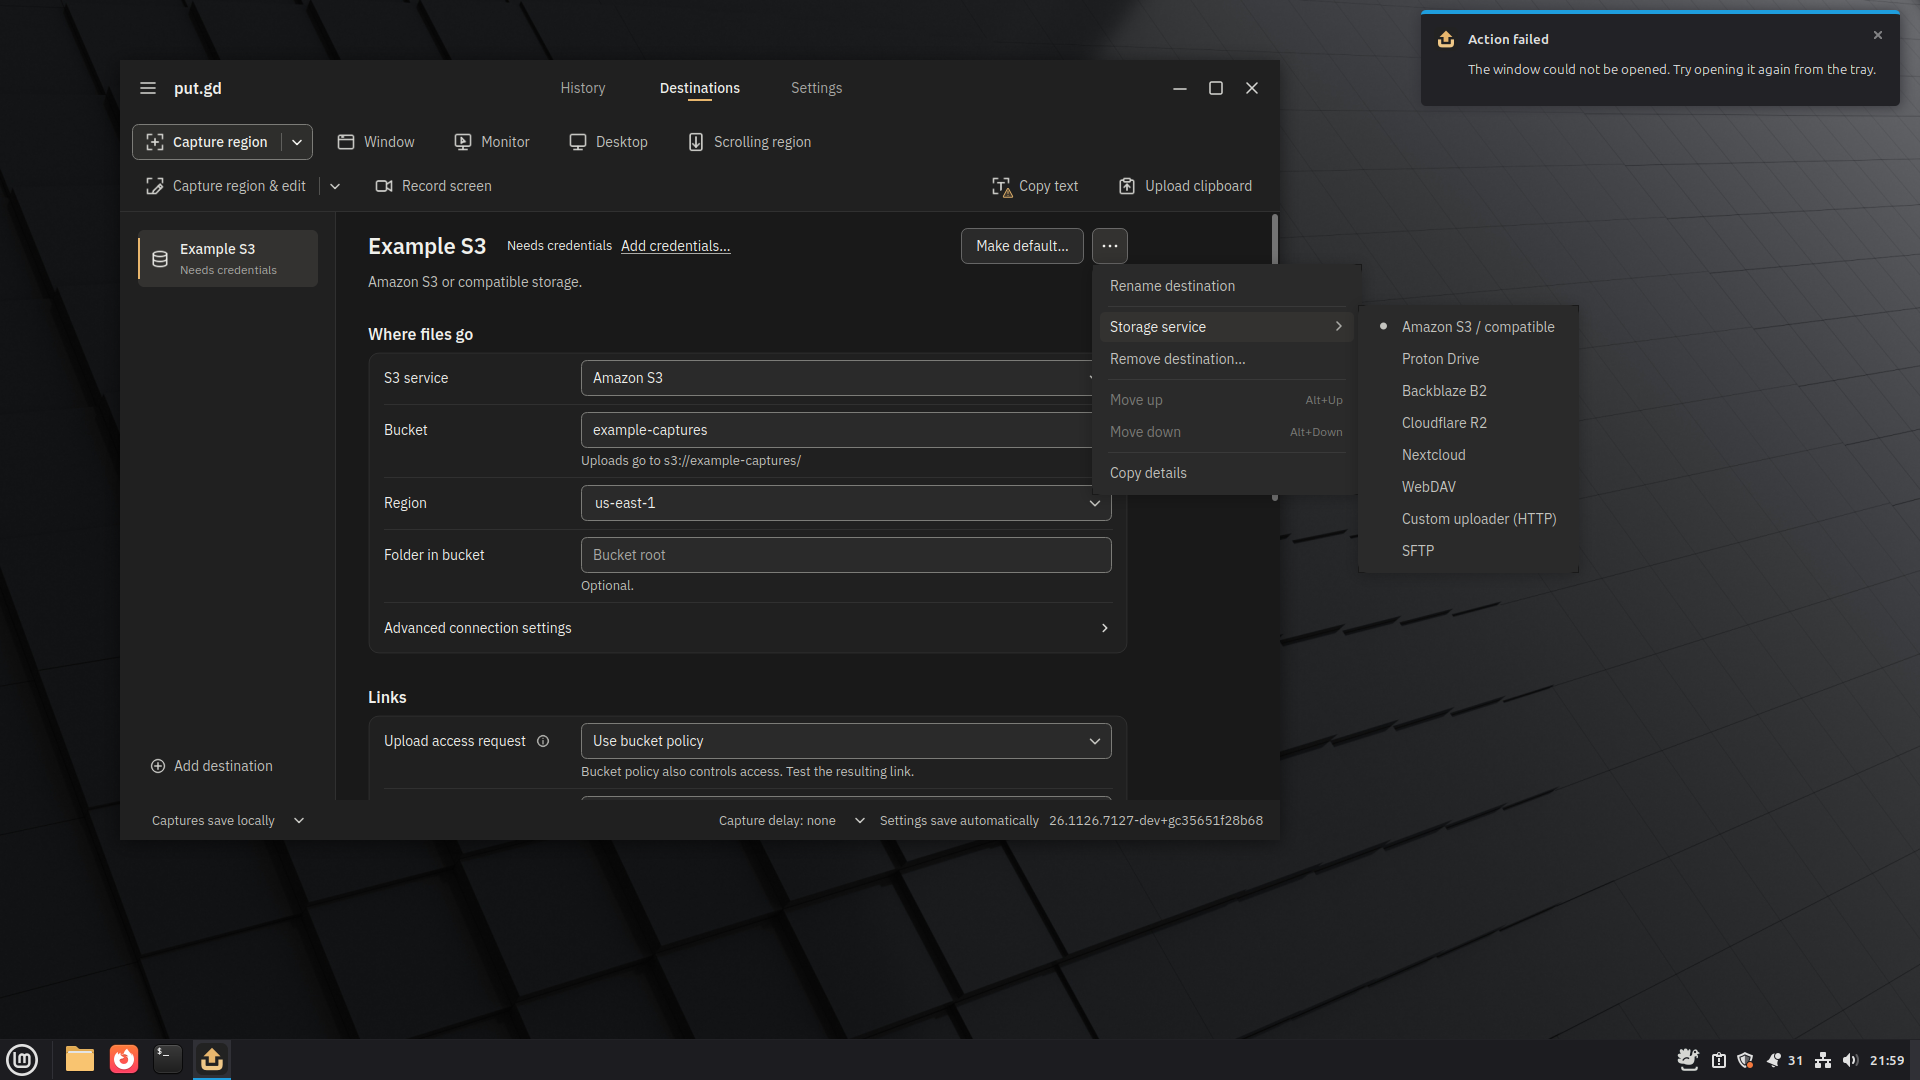 Action failed
The window could not be opened. Try opening it again from the tray.
put.gd
History
Destinations
Settings
Capture region
Window
Monitor
Desktop
Scrolling region
Capture region & edit
Record screen
Copy text
Upload clipboard
Example S3
Needs credentials
Example S3
Needs credentials
Add credentials...
Make default...
Amazon S3 or compatible storage.
Rename destination
Storage service
Remove destination...
Move up Alt+Up
Move down Alt+Down
Copy details
Amazon S3 / compatible
Proton Drive
Backblaze B2
Cloudflare R2
Nextcloud
WebDAV
Custom uploader (HTTP)
SFTP
Where files go
S3 service
Amazon S3
Bucket
example-captures
Uploads go to s3://example-captures/
Region
us-east-1
Folder in bucket
Bucket root
Optional.
Advanced connection settings
Links
Upload access request
Use bucket policy
Bucket policy also controls access. Test the resulting link.
Add destination
Captures save locally
Capture delay: none
Settings save automatically
26.1126.7127-dev+gc35651f28b68
$_
31
21:59